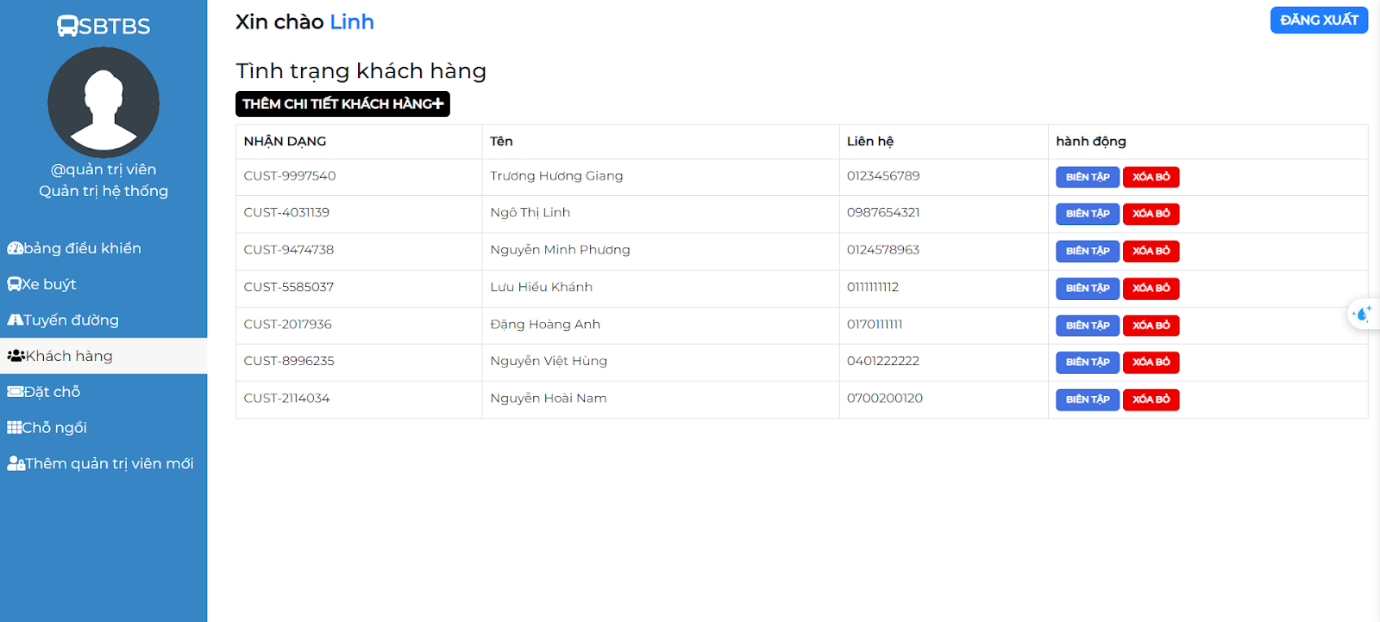 SBTBS
@quản trị viên
Quản trị hệ thống
bảng điều khiển
Xe buýt
Tuyến đường
Khách hàng
Đặt chỗ
Chỗ ngồi
Thêm quản trị viên mới
Xin chào Linh
ĐĂNG XUẤT
Tình trạng khách hàng
THÊM CHI TIẾT KHÁCH HÀNG+
NHẬN DẠNG Tên Liên hệ hành động
CUST-9997540 Trương Hương Giang 0123456789 BIÊN TẬP XÓA BỎ
CUST-4031139 Ngô Thị Linh 0987654321 BIÊN TẬP XÓA BỎ
CUST-9474738 Nguyễn Minh Phương 0124578963 BIÊN TẬP XÓA BỎ
CUST-5585037 Lưu Hiếu Khánh 0111111112 BIÊN TẬP XÓA BỎ
CUST-2017936 Đặng Hoàng Anh 0170111111 BIÊN TẬP XÓA BỎ
CUST-8996235 Nguyễn Việt Hùng 0401222222 BIÊN TẬP XÓA BỎ
CUST-2114034 Nguyễn Hoài Nam 0700200120 BIÊN TẬP XÓA BỎ